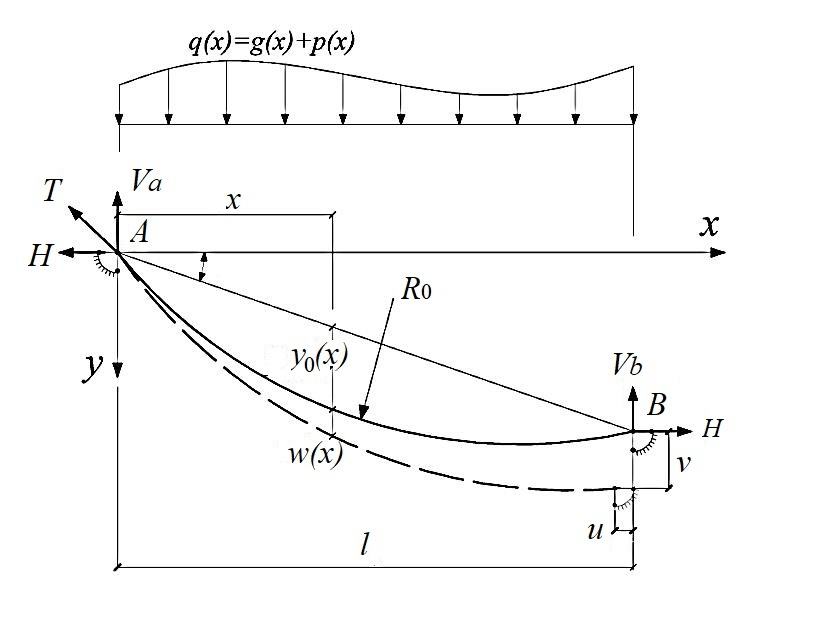 q(x)=g(x)+p(x)
T
Va
x
A
x
H
R₀
y
y₀(x)
Vb
B
w(x)
H
v
u
l